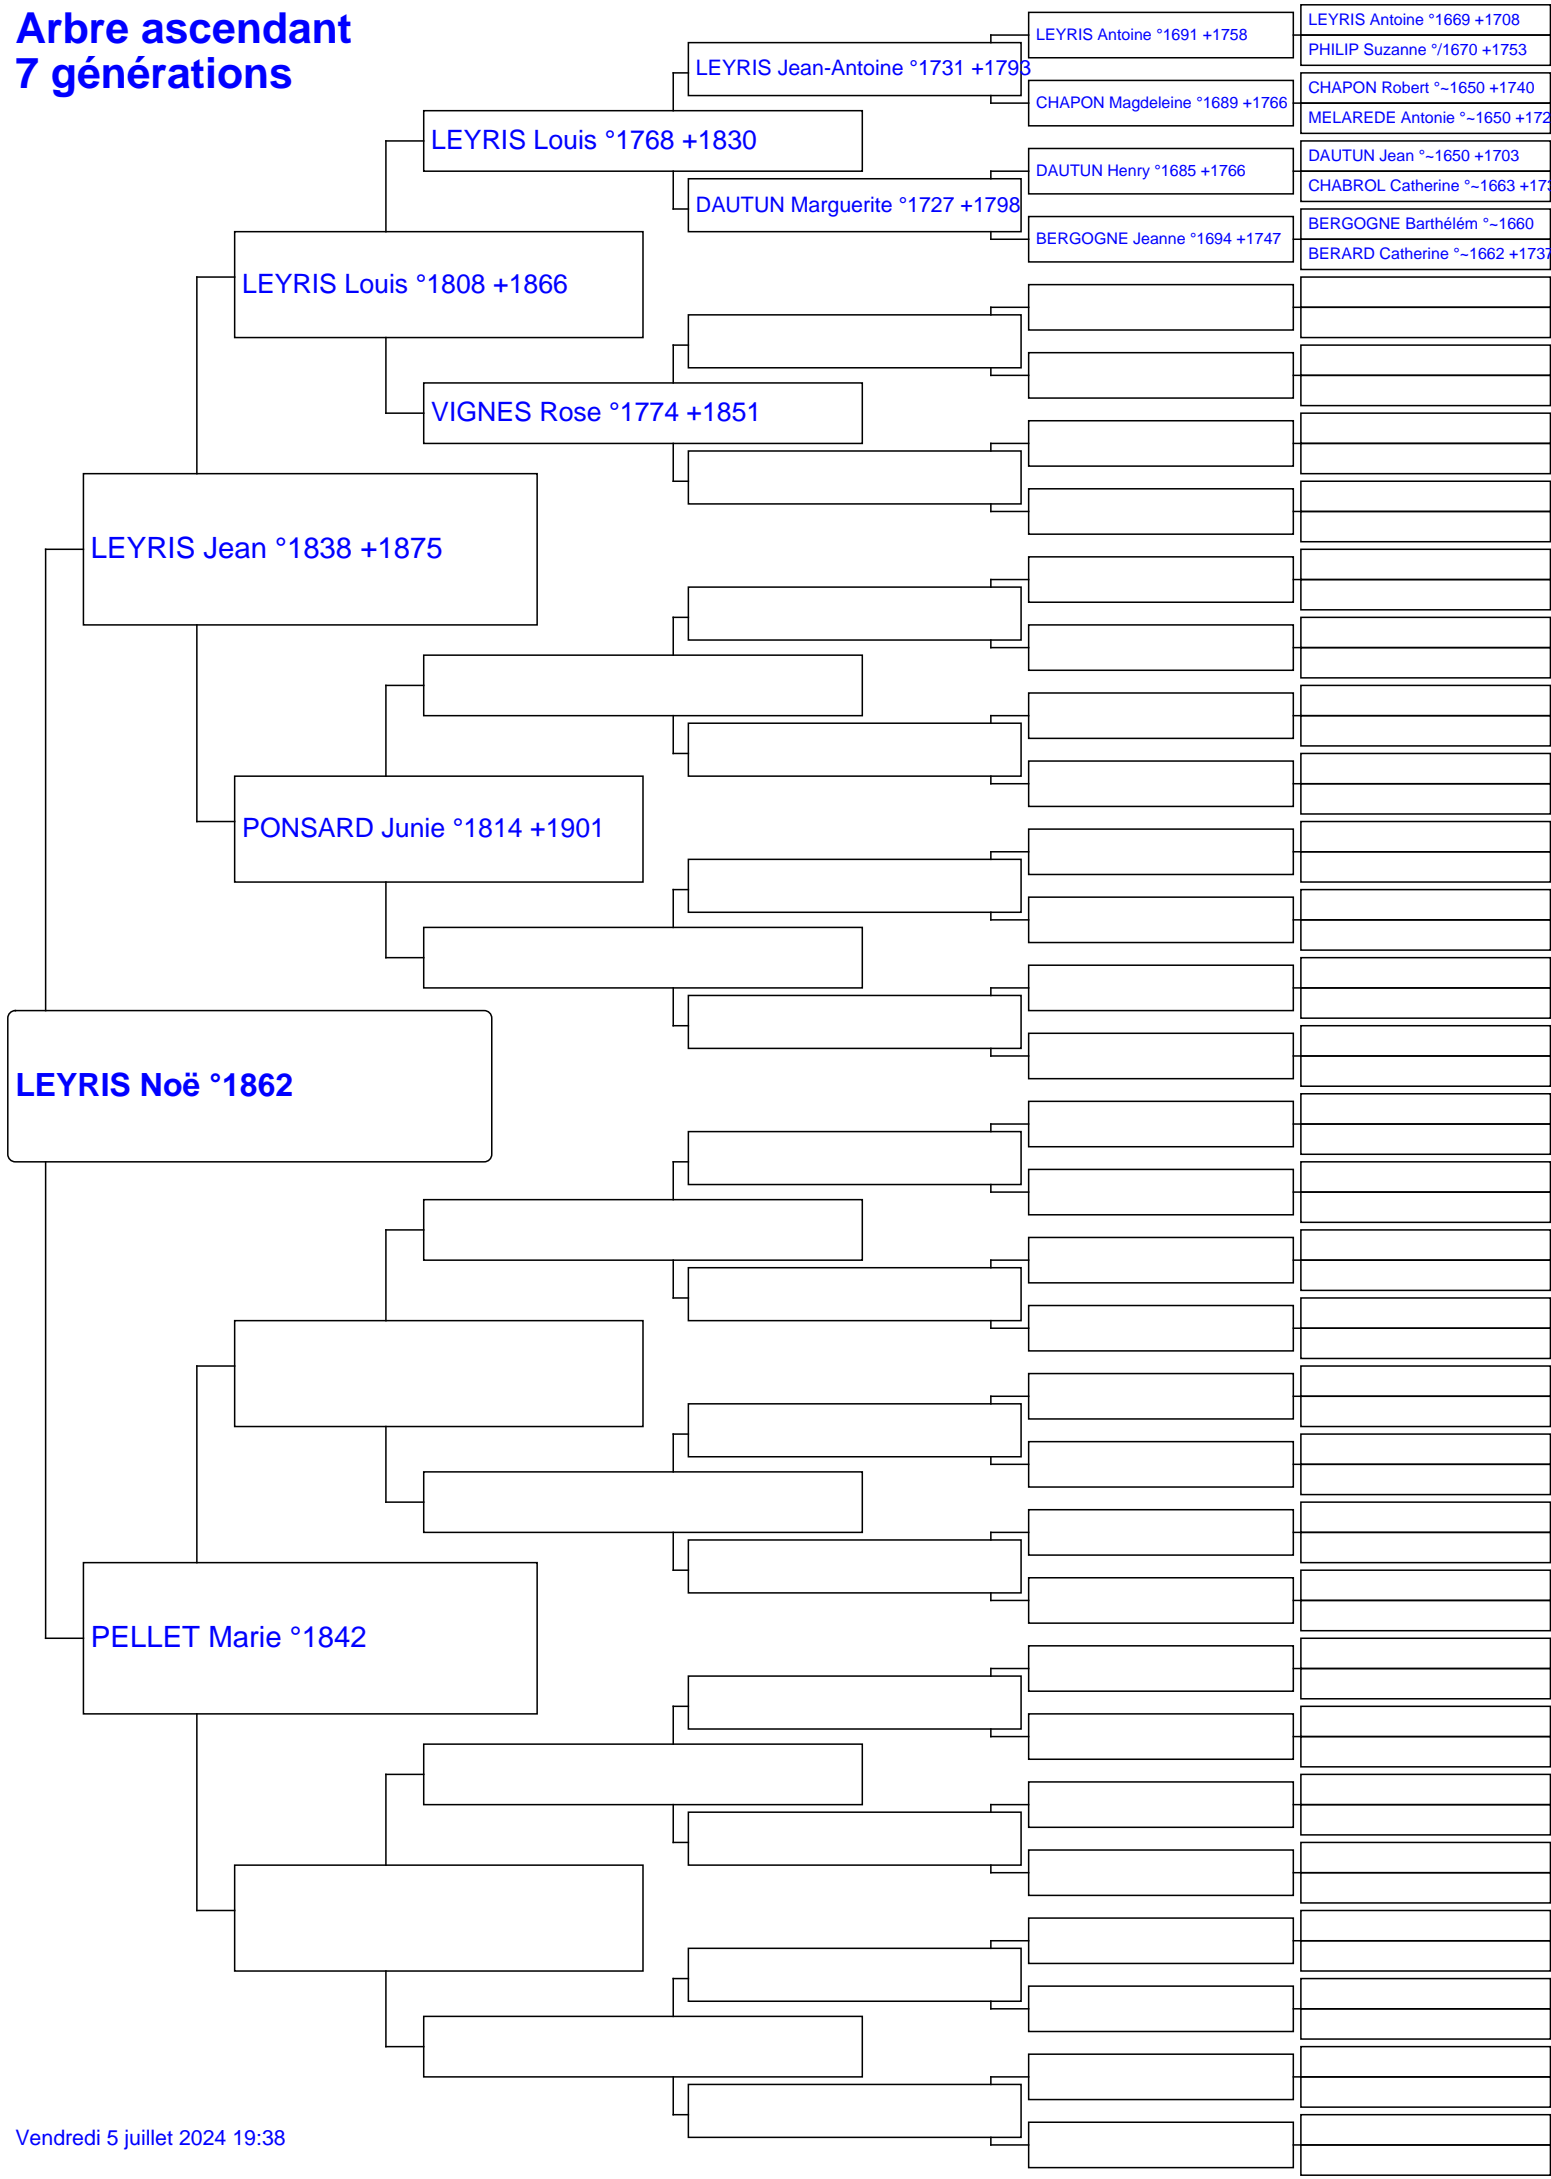 Arbre ascendant
7 générations
LEYRIS Antoine °1669 +1708
LEYRIS Antoine °1691 +1758
PHILIP Suzanne °/1670 +1753
LEYRIS Jean-Antoine °1731 +1793
CHAPON Robert °~1650 +1740
CHAPON Magdeleine °1689 +1766
MELAREDE Antonie °~1650 +172
LEYRIS Louis °1768 +1830
DAUTUN Jean °~1650 +1703
DAUTUN Henry °1685 +1766
CHABROL Catherine °~1663 +173
DAUTUN Marguerite °1727 +1798
BERGOGNE Barthélém °~1660
BERGOGNE Jeanne °1694 +1747
BERARD Catherine °~1662 +1737
LEYRIS Louis °1808 +1866
VIGNES Rose °1774 +1851
LEYRIS Jean °1838 +1875
PONSARD Junie °1814 +1901
LEYRIS Noë °1862
PELLET Marie °1842
Vendredi 5 juillet 2024 19:38